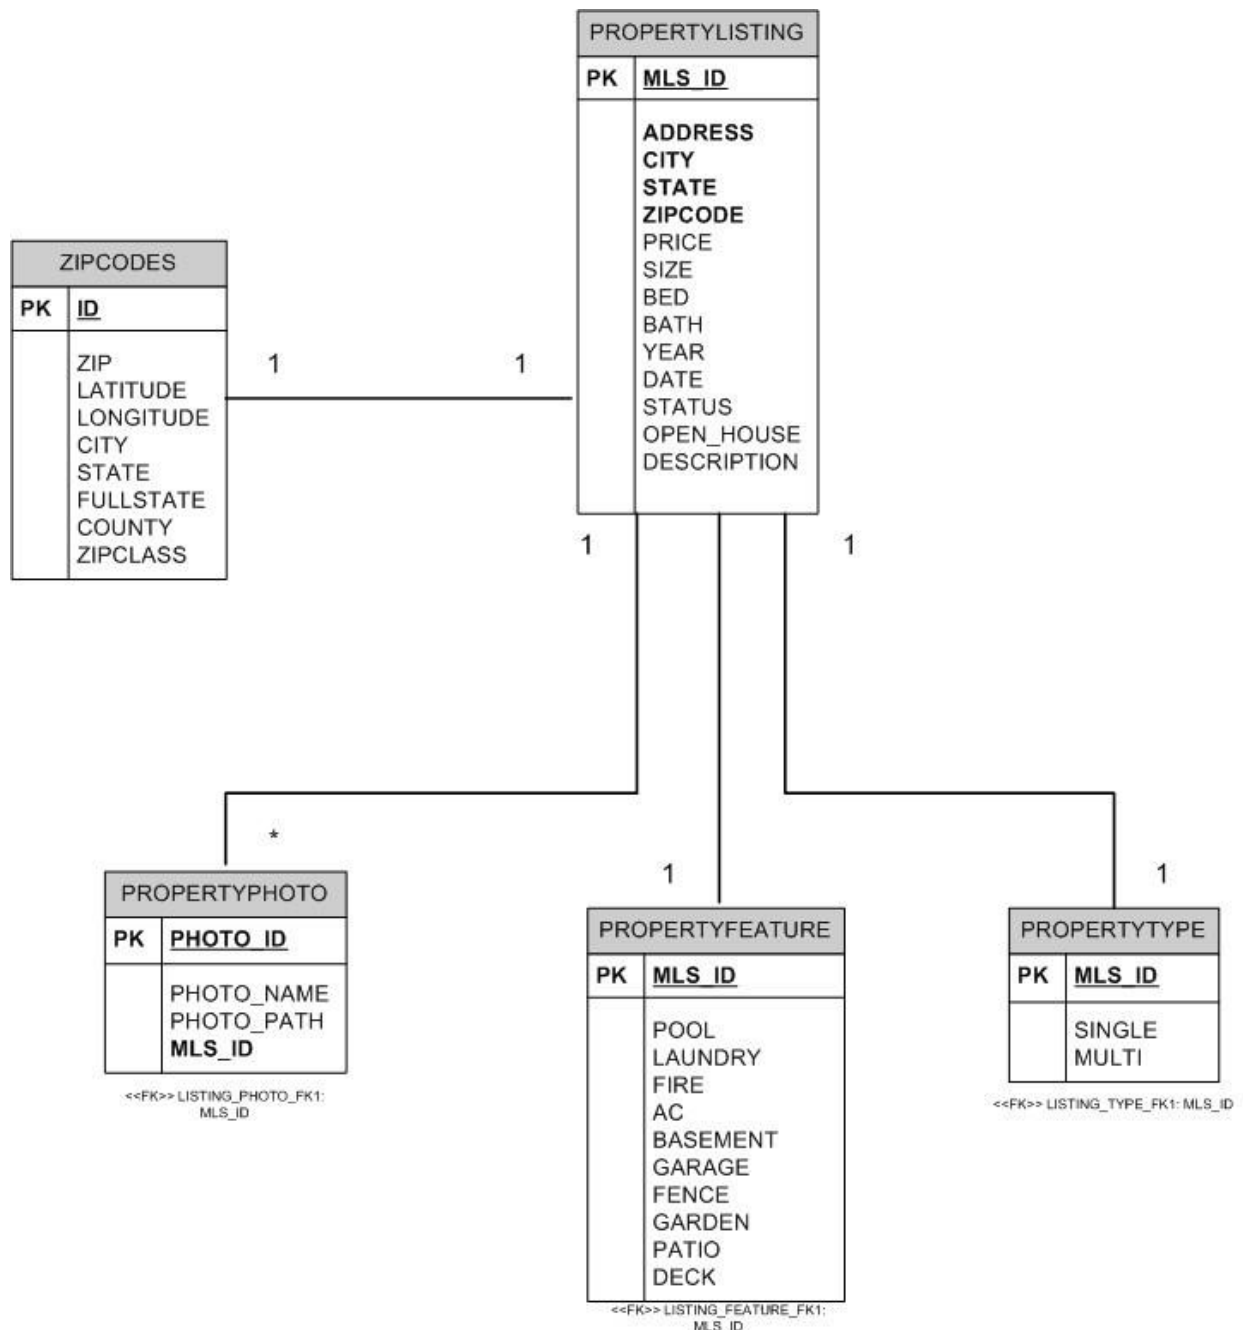 PROPERTYLISTING
PK MLS_ID
ADDRESS
CITY
STATE
ZIPCODE
PRICE
SIZE
BED
BATH
YEAR
DATE
STATUS
OPEN_HOUSE
DESCRIPTION
ZIPCODES
PK ID
ZIP
LATITUDE
LONGITUDE
CITY
STATE
FULLSTATE
COUNTY
ZIPCLASS
1 1
1 1
*
1 1
PROPERTYPHOTO
PK PHOTO_ID
PHOTO_NAME
PHOTO_PATH
MLS_ID
<<FK>> LISTING_PHOTO_FK1:
MLS_ID
PROPERTYFEATURE
PK MLS_ID
POOL
LAUNDRY
FIRE
AC
BASEMENT
GARAGE
FENCE
GARDEN
PATIO
DECK
<<FK>> LISTING_FEATURE_FK1:
MLS_ID
PROPERTYTYPE
PK MLS_ID
SINGLE
MULTI
<<FK>> LISTING_TYPE_FK1: MLS_ID